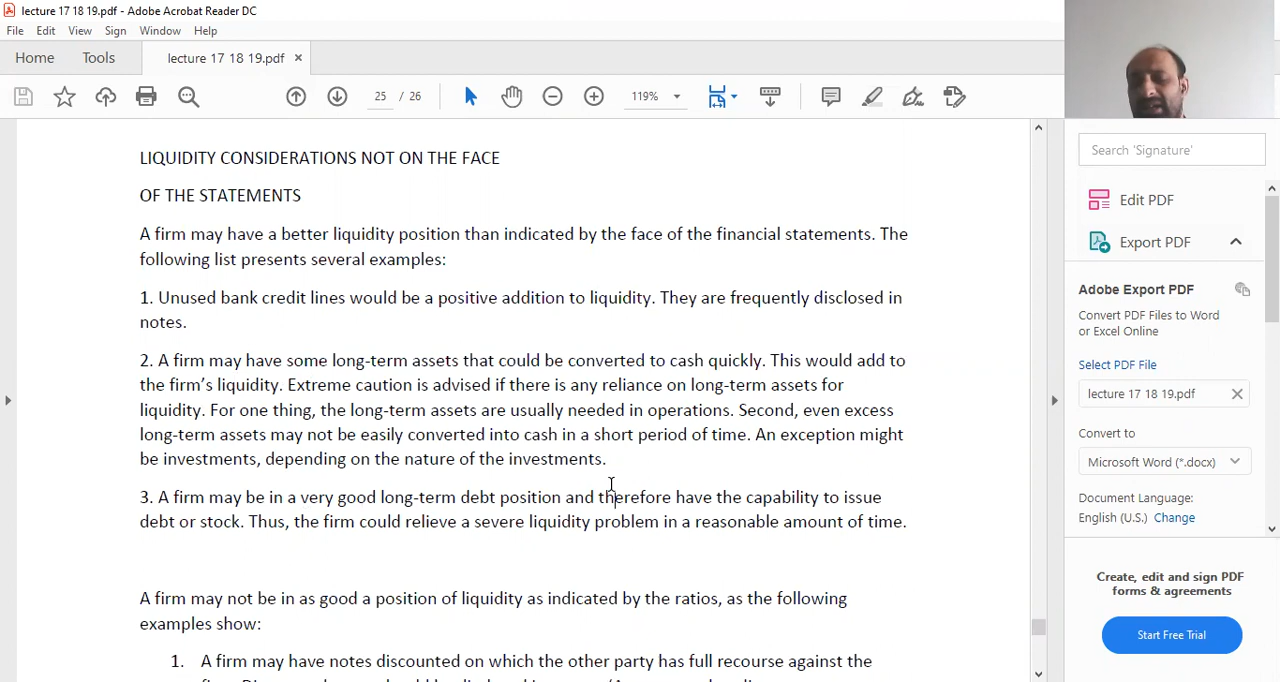 lecture 17 18 19.pdf - Adobe Acrobat Reader DC
File Edit View Sign Window Help
Home Tools lecture 17 18 19.pdf ×
25 / 26 119%
LIQUIDITY CONSIDERATIONS NOT ON THE FACE
OF THE STATEMENTS
A firm may have a better liquidity position than indicated by the face of the financial statements. The
following list presents several examples:
1. Unused bank credit lines would be a positive addition to liquidity. They are frequently disclosed in
notes.
2. A firm may have some long-term assets that could be converted to cash quickly. This would add to
the firm’s liquidity. Extreme caution is advised if there is any reliance on long-term assets for
liquidity. For one thing, the long-term assets are usually needed in operations. Second, even excess
long-term assets may not be easily converted into cash in a short period of time. An exception might
be investments, depending on the nature of the investments.
3. A firm may be in a very good long-term debt position and therefore have the capability to issue
debt or stock. Thus, the firm could relieve a severe liquidity problem in a reasonable amount of time.
A firm may not be in as good a position of liquidity as indicated by the ratios, as the following
examples show:
1. A firm may have notes discounted on which the other party has full recourse against the
Search 'Signature'
Edit PDF
Export PDF
Adobe Export PDF
Convert PDF Files to Word
or Excel Online
Select PDF File
lecture 17 18 19.pdf
Convert to
Microsoft Word (*.docx)
Document Language:
English (U.S.) Change
Create, edit and sign PDF
forms & agreements
Start Free Trial